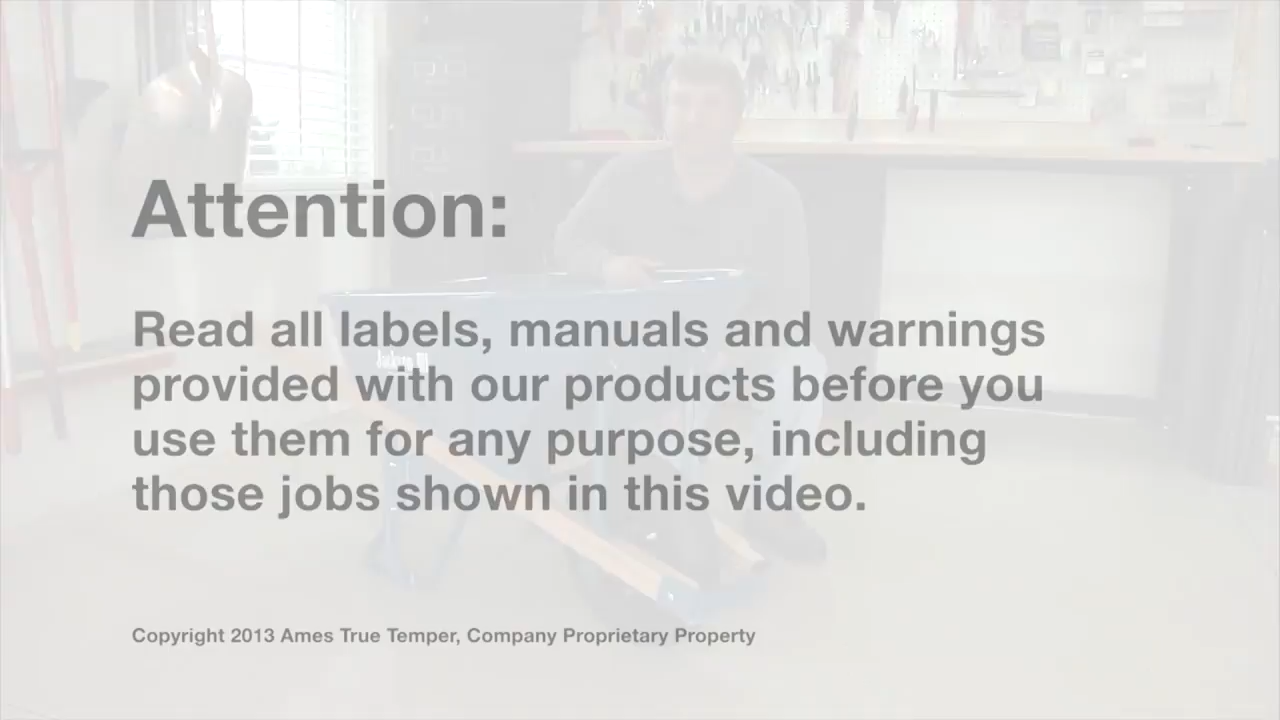 Attention:
Read all labels, manuals and warnings
provided with our products before you
use them for any purpose, including
those jobs shown in this video.
Copyright 2013 Ames True Temper, Company Proprietary Property